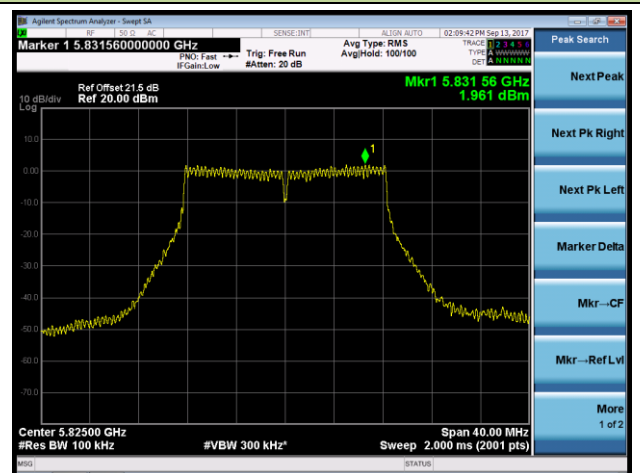 Agilent Spectrum Analyzer - Swept SA
RF 50 Ω AC SENSE:INT ALIGN AUTO 02:09:42 PM Sep 13, 2017
Marker 1 5.831560000000 GHz
PNO: Fast
IFGain:Low
Trig: Free Run
#Atten: 20 dB
Avg Type: RMS
Avg|Hold: 100/100
TRACE 1 2 3 4 5 6
TYPE A WWWWW
DET A N N N N N
Ref Offset 21.5 dB
10 dB/div Ref 20.00 dBm
Log
Mkr1 5.831 56 GHz
1.961 dBm
1
10.0
0.00
-10.0
-20.0
-30.0
-40.0
-50.0
-60.0
-70.0
Center 5.82500 GHz Span 40.00 MHz
#Res BW 100 kHz #VBW 300 kHz* Sweep 2.000 ms (2001 pts)
MSG STATUS
Peak Search
Next Peak
Next Pk Right
Next Pk Left
Marker Delta
Mkr→CF
Mkr→Ref Lvl
More
1 of 2